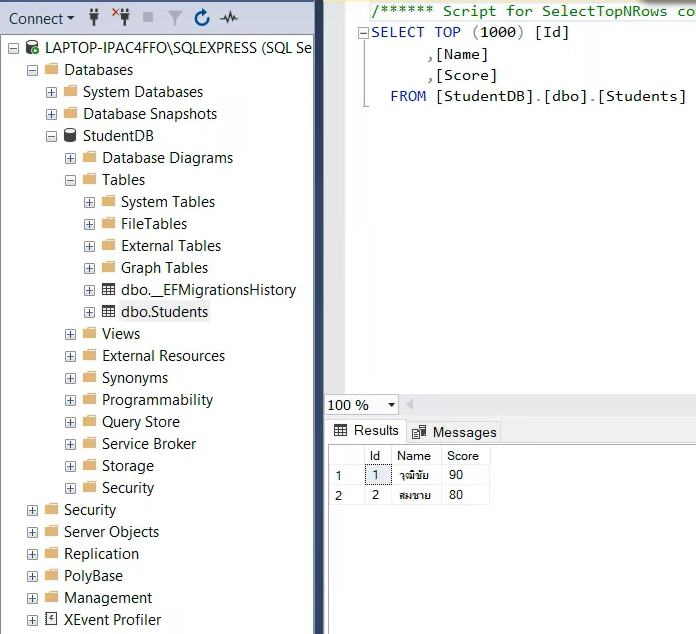 Connect
LAPTOP-IPAC4FFO\SQLEXPRESS (SQL Se
Databases
System Databases
Database Snapshots
StudentDB
Database Diagrams
Tables
System Tables
FileTables
External Tables
Graph Tables
dbo.__EFMigrationsHistory
dbo.Students
Views
External Resources
Synonyms
Programmability
Query Store
Service Broker
Storage
Security
Security
Server Objects
Replication
PolyBase
Management
XEvent Profiler
/****** Script for SelectTopNRows co
SELECT TOP (1000) [Id]
,[Name]
,[Score]
FROM [StudentDB].[dbo].[Students]
100 %
Results Messages
Id Name Score
1 1 วุฒิชัย 90
2 2 สมชาย 80